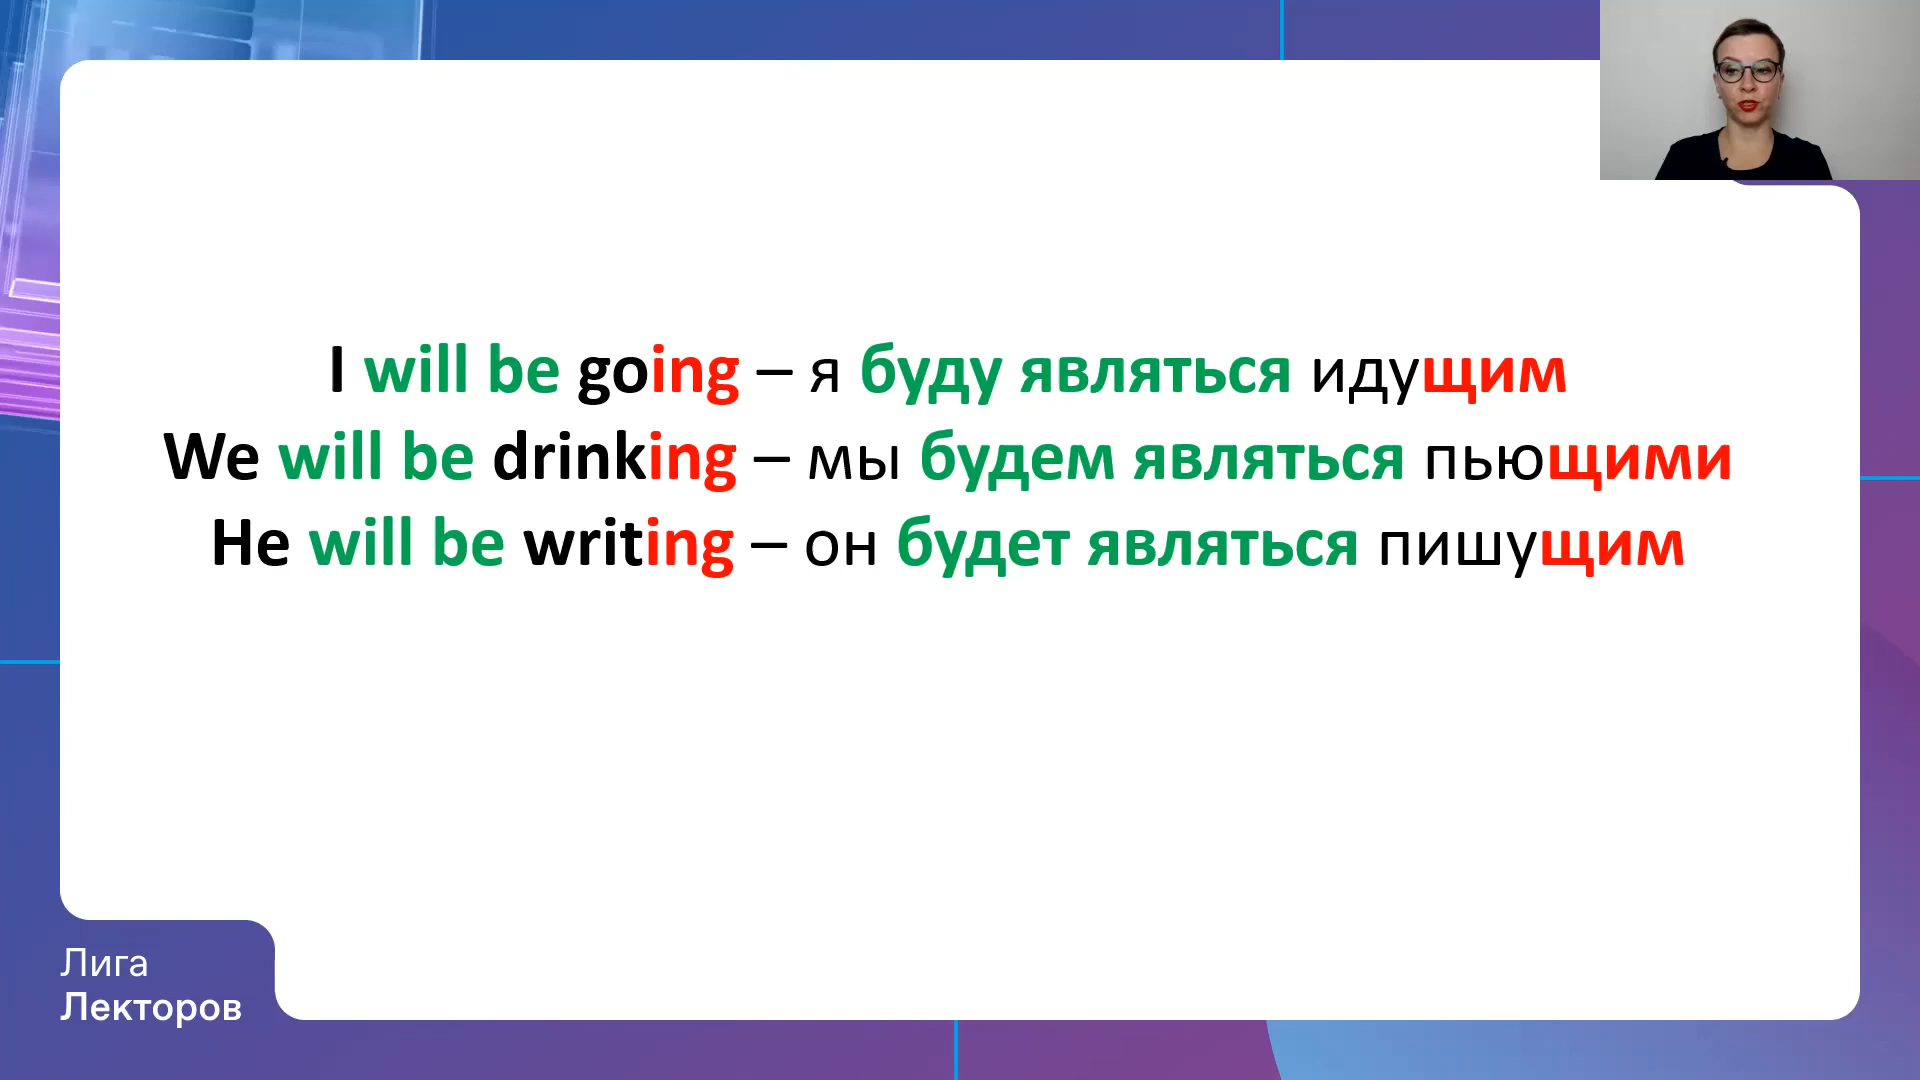 I will be going – я буду являться идущим
We will be drinking – мы будем являться пьющими
He will be writing – он будет являться пишущим
Лига
Лекторов